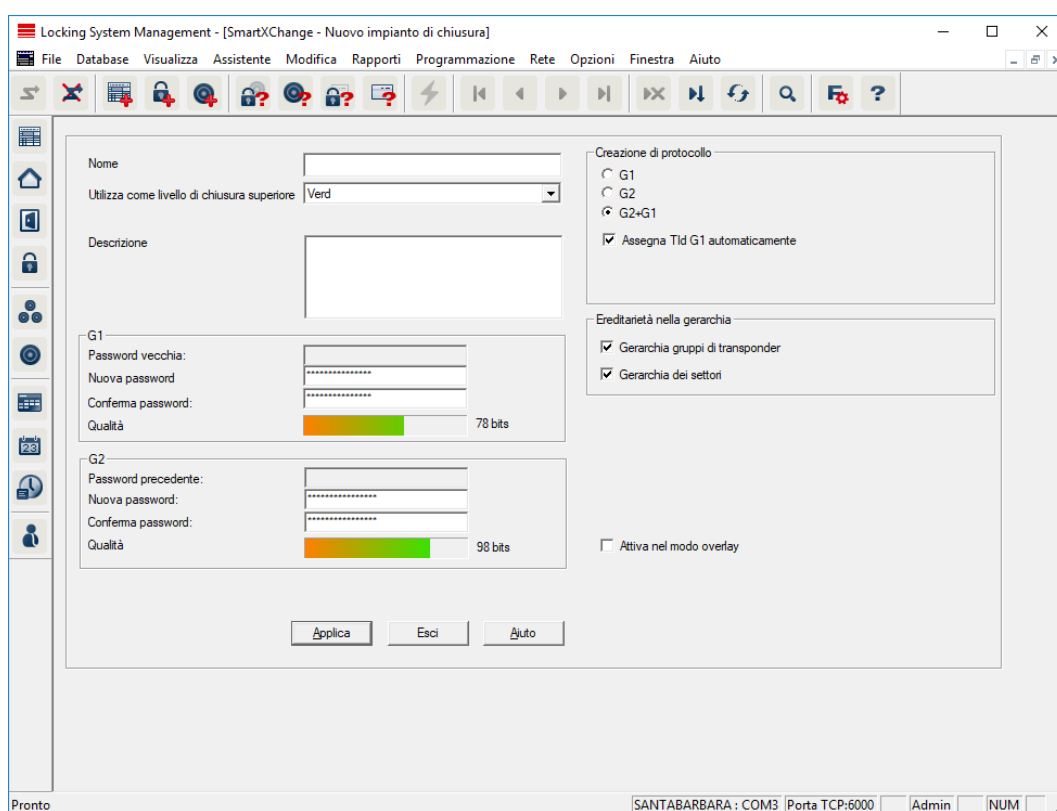 Locking System Management - [SmartXChange - Nuovo impianto di chiusura]
File Database Visualizza Assistente Modifica Rapporti Programmazione Rete Opzioni Finestra Aiuto
Nome
Utilizza come livello di chiusura superiore Verd
Descrizione
G1
Password vecchia:
Nuova password ***************
Conferma password: ***************
Qualità 78 bits
G2
Password precedente:
Nuova password: ****************
Conferma password: ****************
Qualità 98 bits
Applica Esci Aiuto
Creazione di protocollo
G1
G2
G2+G1
Assegna TId G1 automaticamente
Ereditarietà nella gerarchia
Gerarchia gruppi di transponder
Gerarchia dei settori
Attiva nel modo overlay
Pronto SANTABARBARA : COM3 Porta TCP:6000 Admin NUM